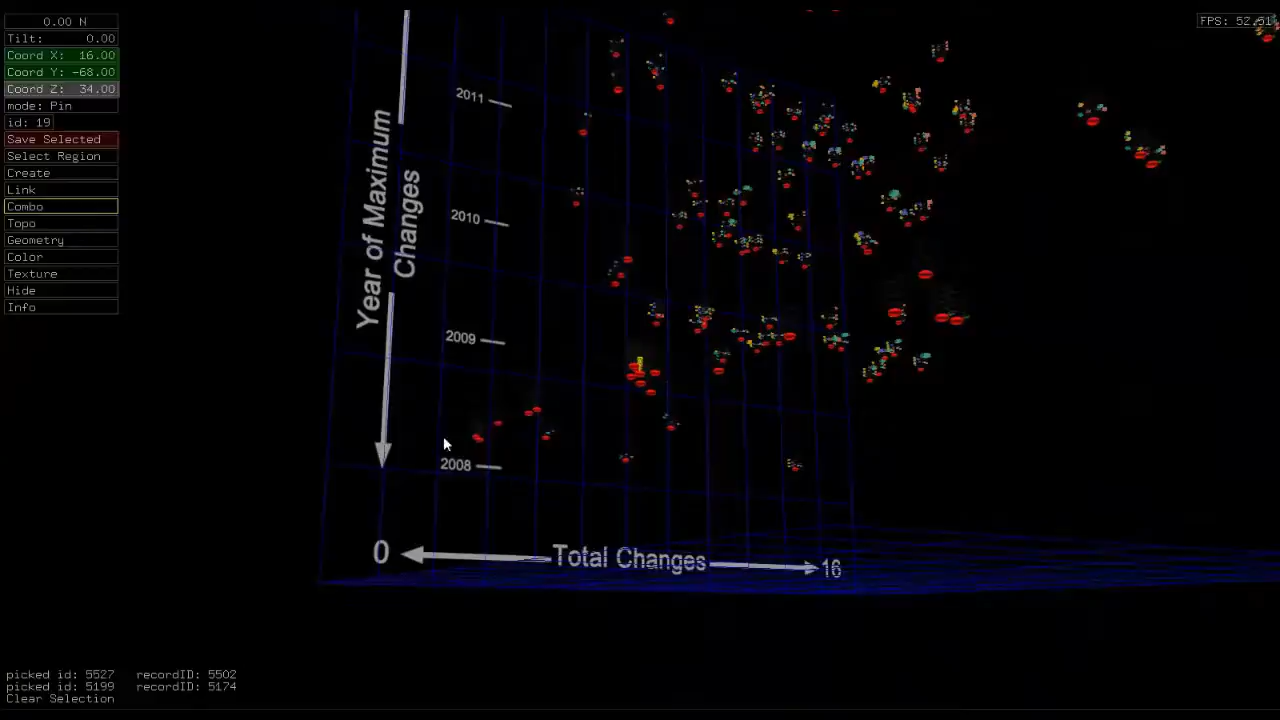 0.00 N
Tilt: 0.00
Coord X: 16.00
Coord Y: -68.00
Coord Z: 34.00
mode: Pin
id: 19
Save Selected
Select Region
Create
Link
Combo
Topo
Geometry
Color
Texture
Hide
Info
FPS: 52.51
Year of Maximum
Changes
2011
2010
2009
2008
0
Total Changes
16
picked id: 5527 recordID: 5502
picked id: 5199 recordID: 5174
Clear Selection